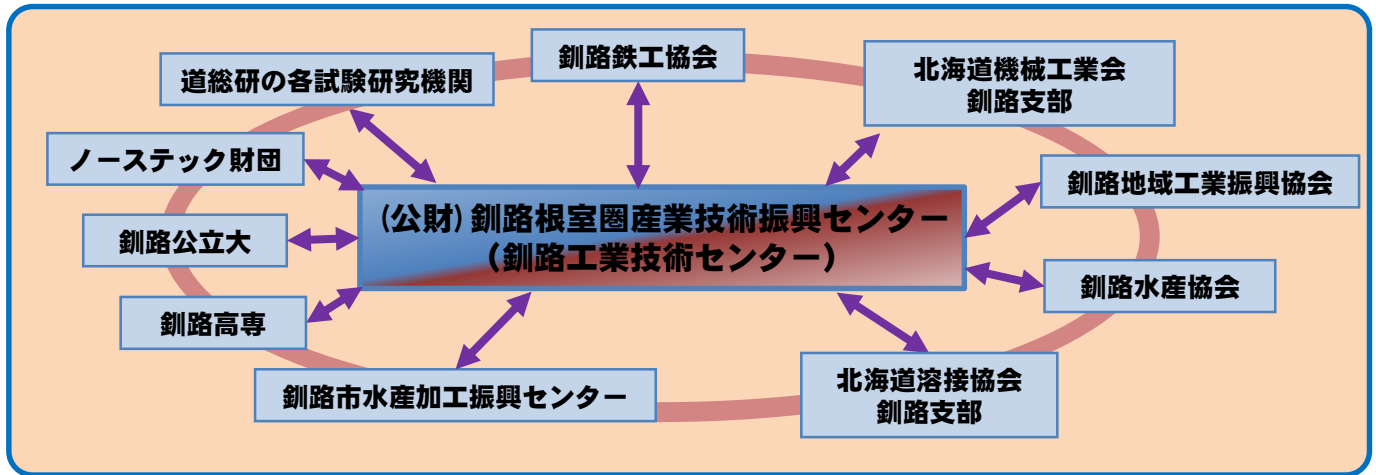 釧路鉄工協会
道総研の各試験研究機関
北海道機械工業会
釧路支部
ノーステック財団
釧路地域工業振興協会
(公財)釧路根室圏産業技術振興センター
（釧路工業技術センター）
釧路公立大
釧路水産協会
釧路高専
釧路市水産加工振興センター
北海道溶接協会
釧路支部